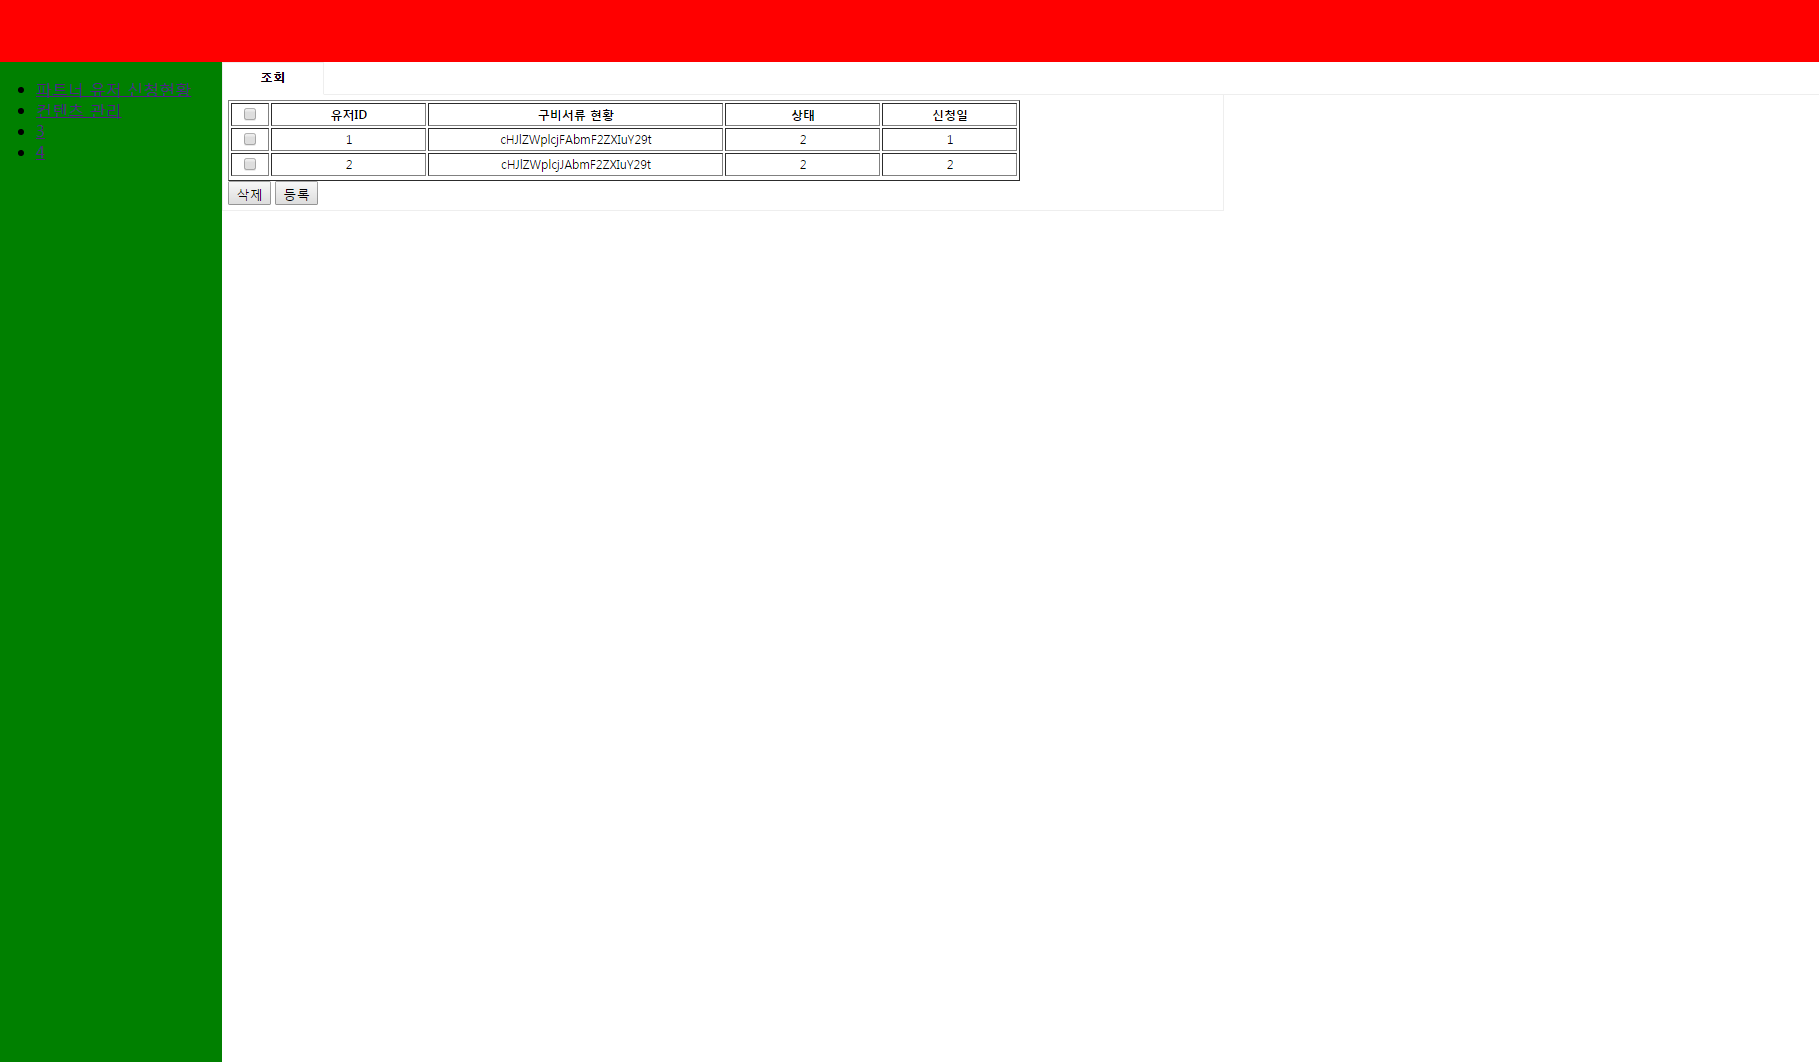 조회
파트너 유저 신청현황
컨텐츠 관리
3
4
유저ID 구비서류 현황 상태 신청일
1 cHJlZWplcjFAbmF2ZXIuY29t 2 1
2 cHJlZWplcjJAbmF2ZXIuY29t 2 2
삭제 등록